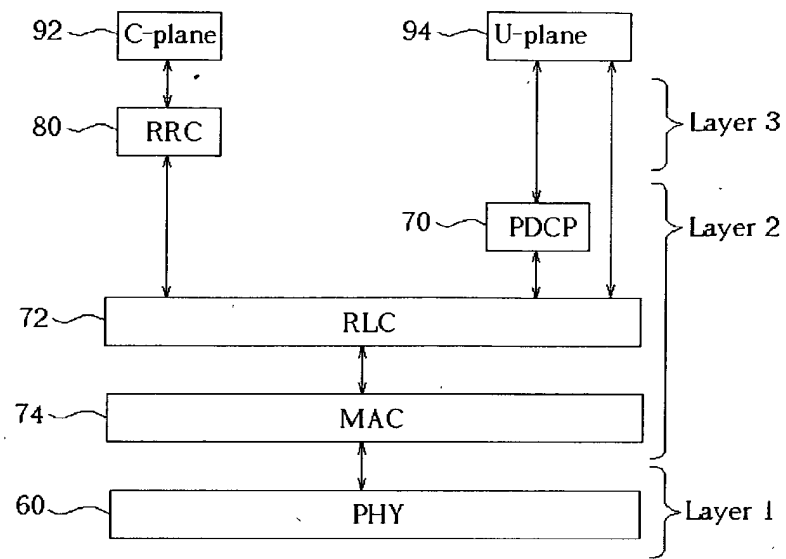 92 C-plane
94 U-plane
80 RRC
Layer 3
70 PDCP
Layer 2
72 RLC
74 MAC
60 PHY
Layer 1